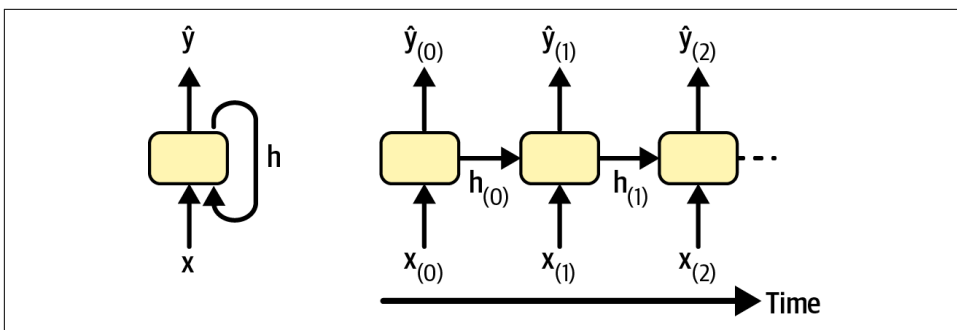 ŷ ŷ(0) ŷ(1) ŷ(2)
h h(0) h(1)
x x(0) x(1) x(2)
Time